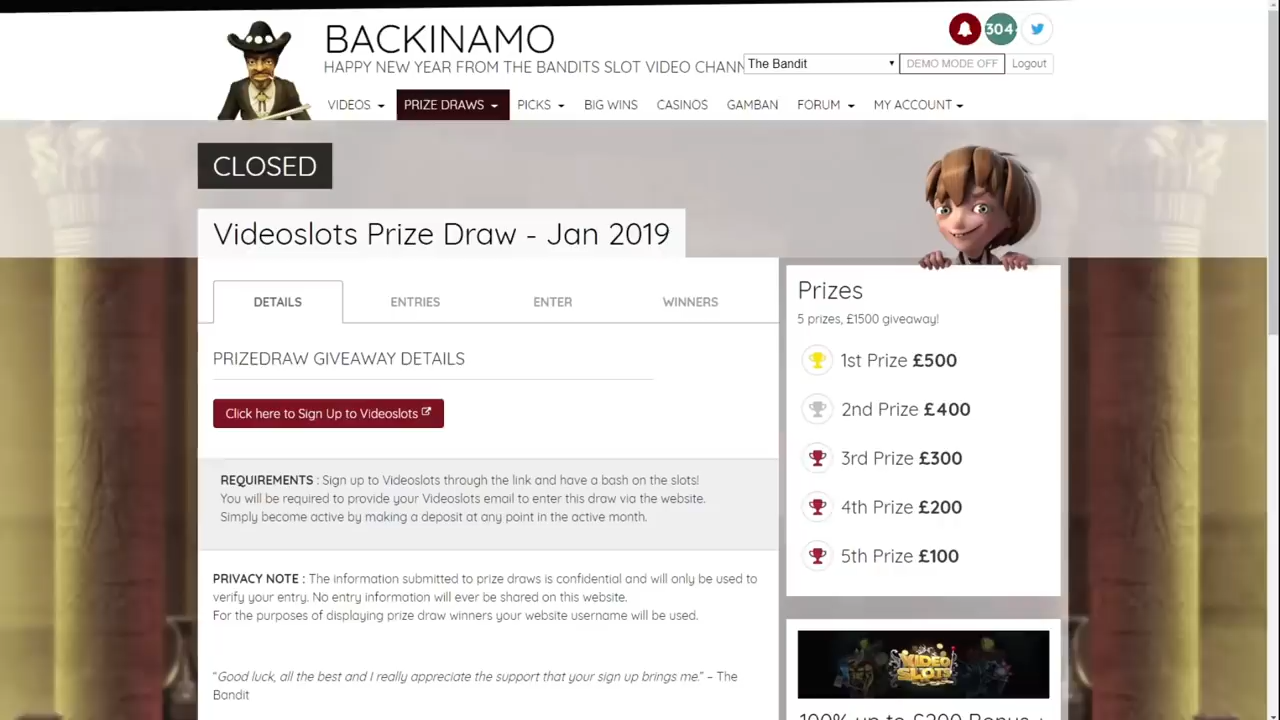 BACKINAMO
HAPPY NEW YEAR FROM THE BANDITS SLOT VIDEO CHANN
304
The Bandit
DEMO MODE OFF
Logout
VIDEOS
PRIZE DRAWS
PICKS
BIG WINS
CASINOS
GAMBAN
FORUM
MY ACCOUNT
CLOSED
Videoslots Prize Draw - Jan 2019
DETAILS
ENTRIES
ENTER
WINNERS
PRIZEDRAW GIVEAWAY DETAILS
Click here to Sign Up to Videoslots
REQUIREMENTS : Sign up to Videoslots through the link and have a bash on the slots!
You will be required to provide your Videoslots email to enter this draw via the website.
Simply become active by making a deposit at any point in the active month.
PRIVACY NOTE : The information submitted to prize draws is confidential and will only be used to
verify your entry. No entry information will ever be shared on this website.
For the purposes of displaying prize draw winners your website username will be used.
"Good luck, all the best and I really appreciate the support that your sign up brings me." – The
Bandit
Prizes
5 prizes, £1500 giveaway!
1st Prize £500
2nd Prize £400
3rd Prize £300
4th Prize £200
5th Prize £100
VIDEO
SLOTS
100% up to £200 Bonus +